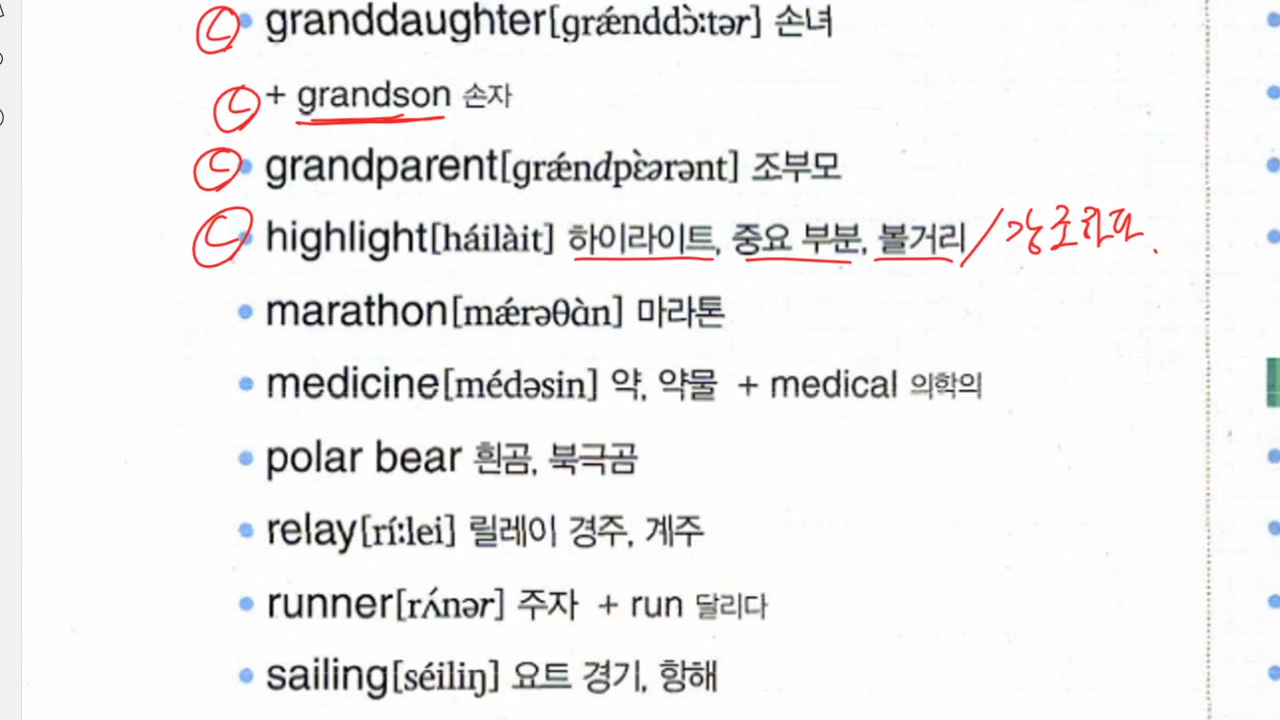 granddaughter[grǽnddɔ̀ːtər] 손녀
+ grandson 손자
grandparent[grǽndpɛ̀ərənt] 조부모
highlight[háilàit] 하이라이트, 중요 부분, 볼거리 / 강조하다.
marathon[mǽrəθɑ̀n] 마라톤
medicine[médəsin] 약, 약물 + medical 의학의
polar bear 흰곰, 북극곰
relay[ríːlei] 릴레이 경주, 계주
runner[rʌ́nər] 주자 + run 달리다
sailing[séiliŋ] 요트 경기, 항해